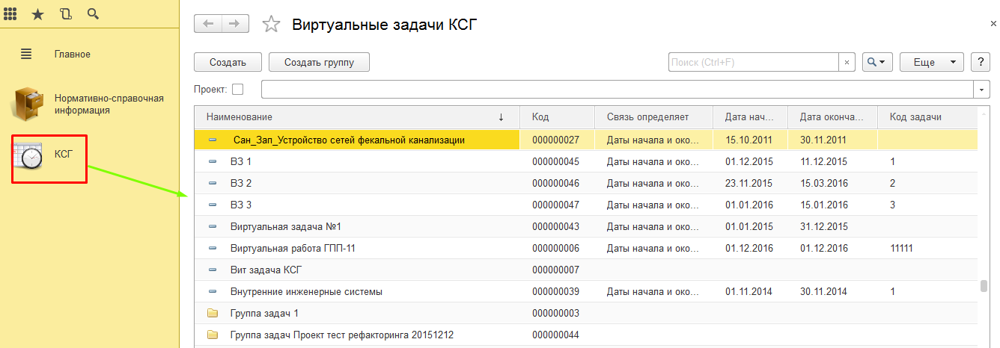 Главное
Нормативно-справочная
информация
КСГ
Виртуальные задачи КСГ
×
Создать Создать группу Поиск (Ctrl+F) × Еще ?
Проект:
Наименование ↓ Код Связь определяет Дата нач... Дата оконча... Код задачи
Сан_Зап_Устройство сетей фекальной канализации 000000027 Даты начала и око... 15.10.2011 30.11.2011
ВЗ 1 000000045 Даты начала и око... 01.12.2015 11.12.2015 1
ВЗ 2 000000046 Даты начала и око... 23.11.2015 15.03.2016 2
ВЗ 3 000000047 Даты начала и око... 01.01.2016 15.01.2016 3
Виртуальная задача №1 000000043 Даты начала и око... 01.01.2015 31.12.2015
Виртуальная работа ГПП-11 000000006 Даты начала и око... 01.12.2016 01.12.2016 11111
Вит задача КСГ 000000007
Внутренние инженерные системы 000000039 Даты начала и око... 01.11.2014 30.11.2014 1
Группа задач 1 000000003
Группа задач Проект тест рефакторинга 20151212 000000044